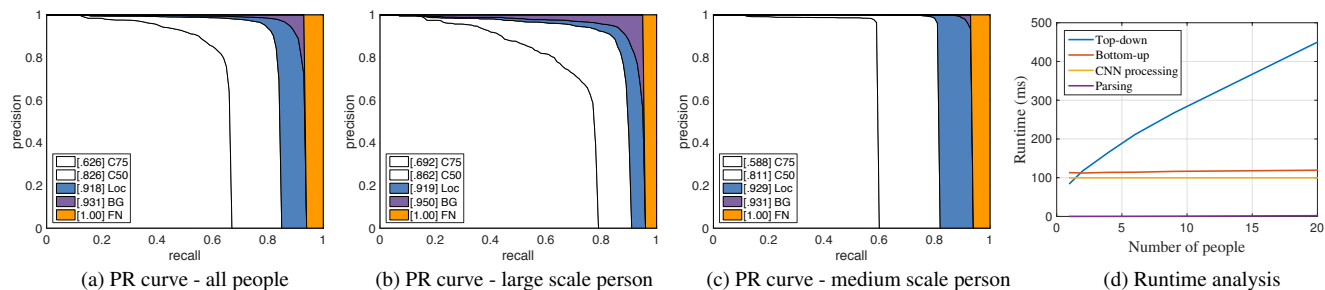 precision
1
0.8
0.6
0.4
0.2
0
[.626] C75
[.826] C50
[.918] Loc
[.931] BG
[1.00] FN
0 0.2 0.4 0.6 0.8 1
recall
(a) PR curve - all people
precision
1
0.8
0.6
0.4
0.2
0
[.692] C75
[.862] C50
[.919] Loc
[.950] BG
[1.00] FN
0 0.2 0.4 0.6 0.8 1
recall
(b) PR curve - large scale person
precision
1
0.8
0.6
0.4
0.2
0
[.588] C75
[.811] C50
[.929] Loc
[.931] BG
[1.00] FN
0 0.2 0.4 0.6 0.8 1
recall
(c) PR curve - medium scale person
Runtime (ms)
500
400
300
200
100
0
Top-down
Bottom-up
CNN processing
Parsing
0 5 10 15 20
Number of people
(d) Runtime analysis